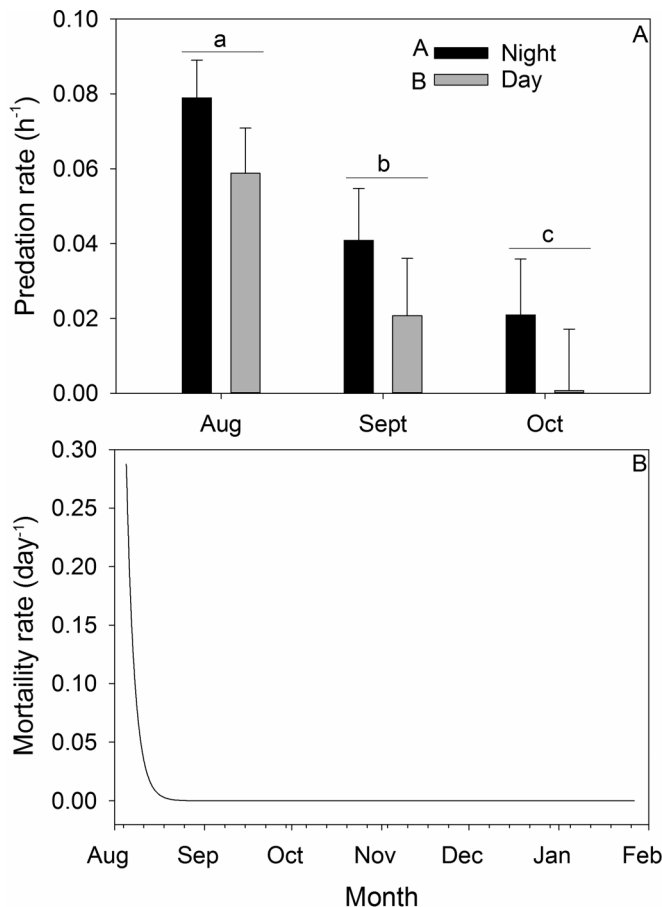 0.10
0.08
0.06
0.04
0.02
0.00
Predation rate (h-1)
a
b
c
A
A Night
B Day
Aug Sept Oct
0.30
0.25
0.20
0.15
0.10
0.05
0.00
Mortaility rate (day-1)
B
Aug Sep Oct Nov Dec Jan Feb
Month